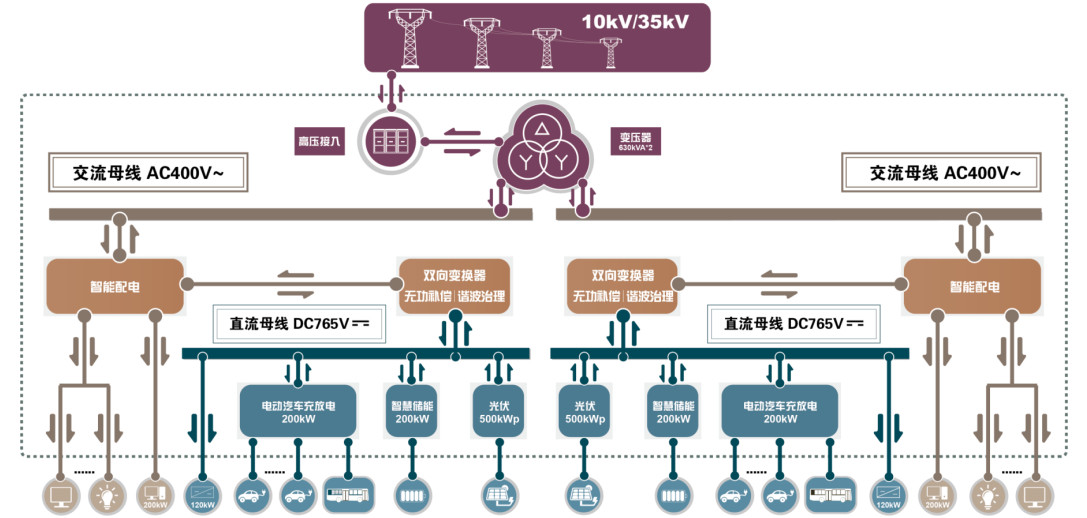 10kV/35kV
高压接入
变压器
630kVA*2
交流母线 AC400V~
交流母线 AC400V~
智能配电
双向变换器
无功补偿|谐波治理
双向变换器
无功补偿|谐波治理
智能配电
直流母线 DC765V
直流母线 DC765V
电动汽车充放电
200kW
智慧储能
200kW
光伏
500kWp
光伏
500kWp
智慧储能
200kW
电动汽车充放电
200kW
......
......
......
......
200kW
120kW
120kW
200kW